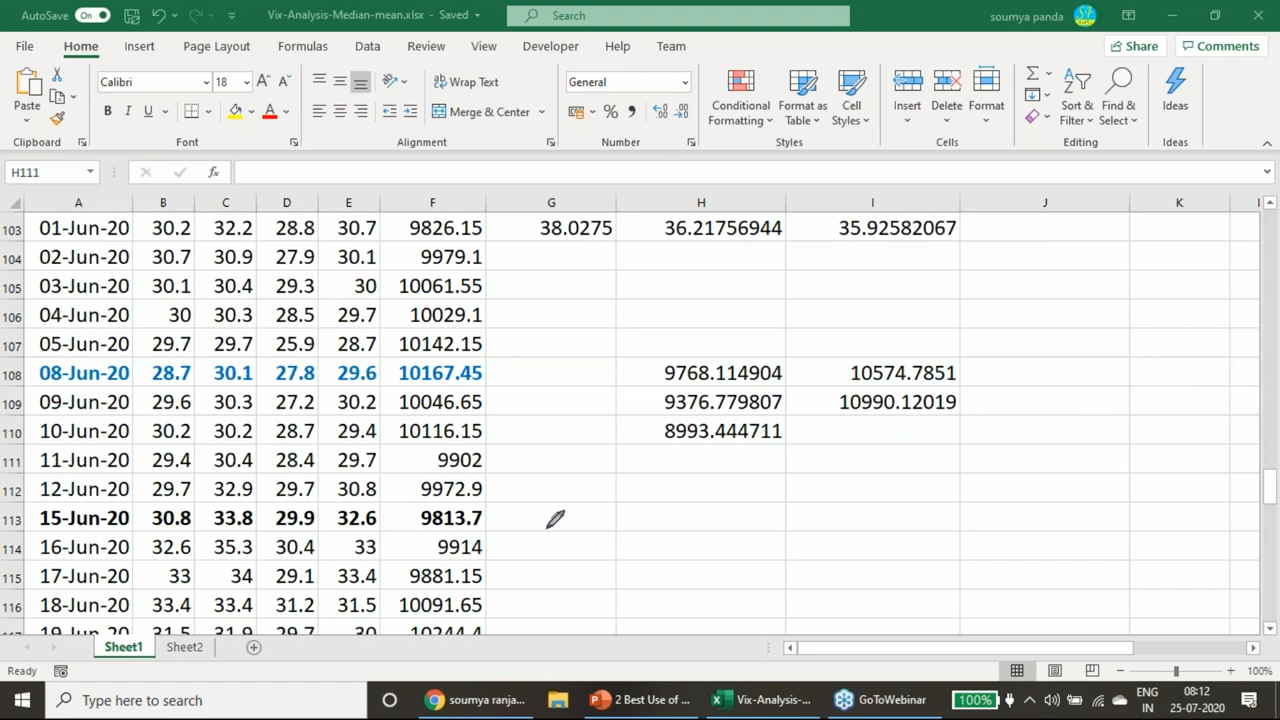 AutoSave On Vix-Analysis-Median-mean.xlsx - Saved Search soumya panda
File Home Insert Page Layout Formulas Data Review View Developer Help Team Share Comments
Paste Calibri 18 Wrap Text General Conditional Formatting Format as Table Cell Styles Insert Delete Format Sort & Filter Find & Select Ideas
B I U Merge & Center
Clipboard Font Alignment Number Styles Cells Editing Ideas
H111 fx
A B C D E F G H I J K
103 01-Jun-20 30.2 32.2 28.8 30.7 9826.15 38.0275 36.21756944 35.92582067
104 02-Jun-20 30.7 30.9 27.9 30.1 9979.1
105 03-Jun-20 30.1 30.4 29.3 30 10061.55
106 04-Jun-20 30 30.3 28.5 29.7 10029.1
107 05-Jun-20 29.7 29.7 25.9 28.7 10142.15
108 08-Jun-20 28.7 30.1 27.8 29.6 10167.45 9768.114904 10574.7851
109 09-Jun-20 29.6 30.3 27.2 30.2 10046.65 9376.779807 10990.12019
110 10-Jun-20 30.2 30.2 28.7 29.4 10116.15 8993.444711
111 11-Jun-20 29.4 30.4 28.4 29.7 9902
112 12-Jun-20 29.7 32.9 29.7 30.8 9972.9
113 15-Jun-20 30.8 33.8 29.9 32.6 9813.7
114 16-Jun-20 32.6 35.3 30.4 33 9914
115 17-Jun-20 33 34 29.1 33.4 9881.15
116 18-Jun-20 33.4 33.4 31.2 31.5 10091.65
19-Jun-20 31.5 31.9 29.7 30 10244.4
Sheet1 Sheet2
Ready 100%
Type here to search soumya ranja... 2 Best Use of ... Vix-Analysis-... GoToWebinar 100% ENG IN 08:12 25-07-2020